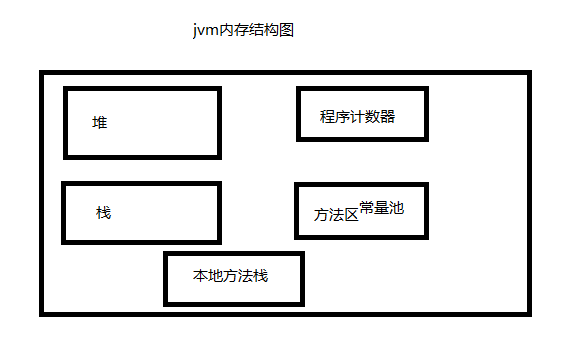 jvm内存结构图
堆
程序计数器
栈
方法区常量池
本地方法栈